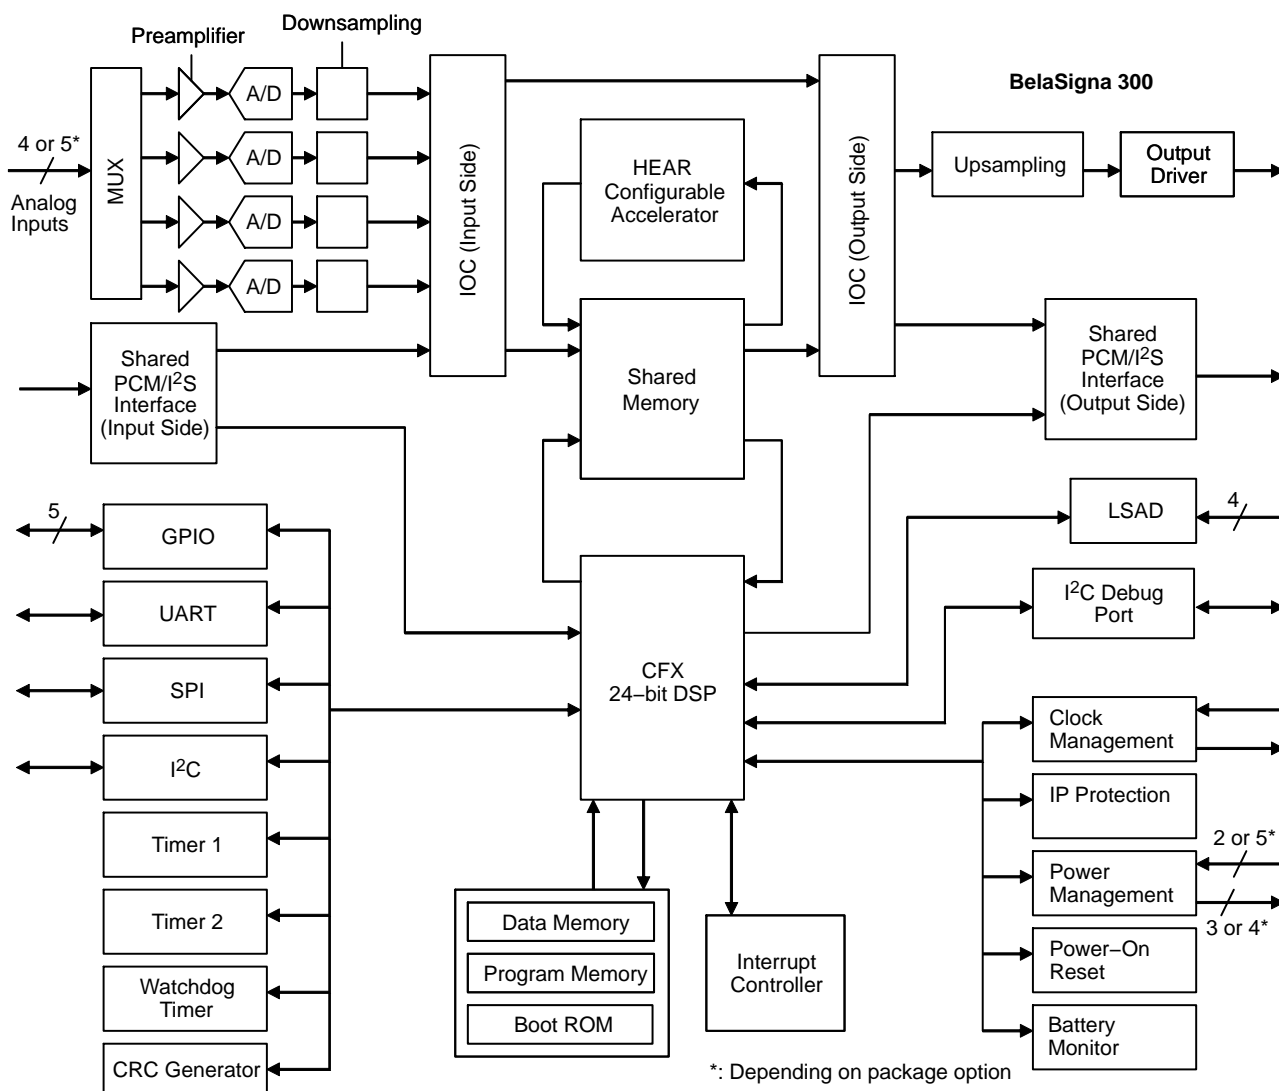 Preamplifier
Downsampling
BelaSigna 300
4 or 5*
Analog
Inputs
MUX
A/D
A/D
A/D
A/D
IOC (Input Side)
HEAR
Configurable
Accelerator
IOC (Output Side)
Upsampling
Output
Driver
Shared
PCM/I²S
Interface
(Input Side)
Shared
Memory
Shared
PCM/I²S
Interface
(Output Side)
5
GPIO
UART
SPI
I²C
Timer 1
Timer 2
Watchdog
Timer
CRC Generator
CFX
24−bit DSP
LSAD
4
I²C Debug
Port
Clock
Management
IP Protection
Power
Management
2 or 5*
3 or 4*
Power−On
Reset
Battery
Monitor
Data Memory
Program Memory
Boot ROM
Interrupt
Controller
*: Depending on package option